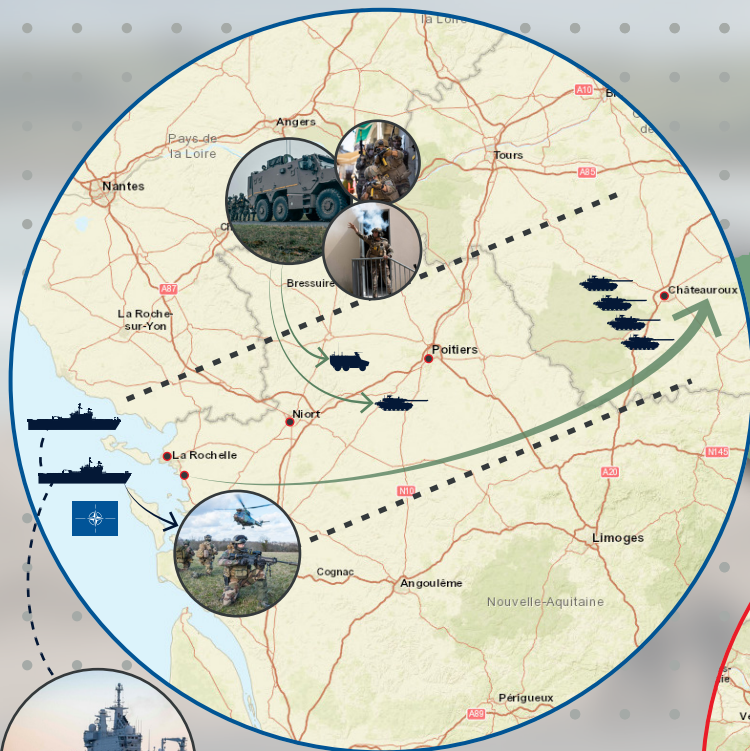 la Loire
A10
Angers
Pays de
la Loire
Tours
A85
Nantes
Bressuire
A87
Châteauroux
La Roche-
sur-Yon
Poitiers
Niort
La Rochelle
N145
A20
N10
Limoges
Cognac
Angoulême
Nouvelle-Aquitaine
Périgueux
A89